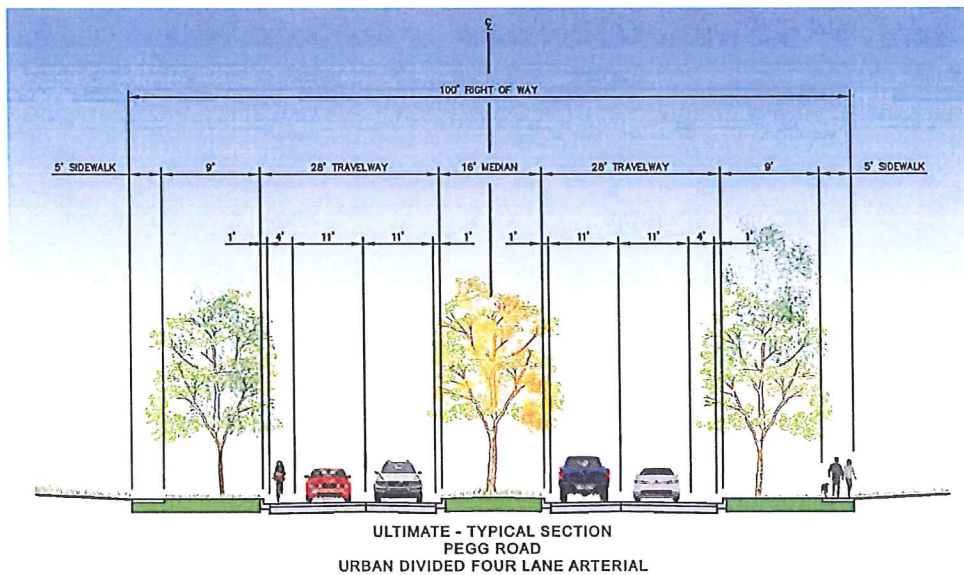 ℄
100' RIGHT OF WAY
5' SIDEWALK 9' 28' TRAVELWAY 16' MEDIAN 28' TRAVELWAY 9' 5' SIDEWALK
1' 4' 11' 11' 1' 1' 11' 11' 4' 1'
ULTIMATE - TYPICAL SECTION
PEGG ROAD
URBAN DIVIDED FOUR LANE ARTERIAL